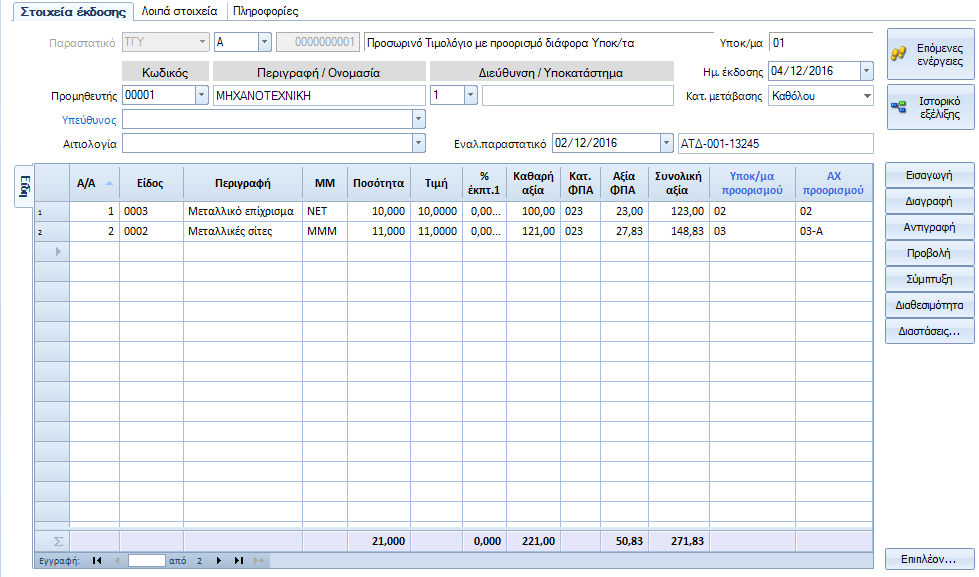 Στοιχεία έκδοσης Λοιπά στοιχεία Πληροφορίες
Παραστατικό ΤΓΥ Α 0000000001 Προσωρινό Τιμολόγιο με προορισμό διάφορα Υποκ/τα Υποκ/μα 01
Επόμενες ενέργειες
Κωδικός Περιγραφή / Ονομασία Διεύθυνση / Υποκατάστημα Ημ. έκδοσης 04/12/2016
Προμηθευτής 00001 ΜΗΧΑΝΟΤΕΧΝΙΚΗ 1 Κατ. μετάβασης Καθόλου
Ιστορικό εξέλιξης
Υπεύθυνος
Αιτιολογία Εναλ.παραστατικό 02/12/2016 ΑΤΔ-001-13245
Είδη
Α/Α Είδος Περιγραφή ΜΜ Ποσότητα Τιμή % έκπτ.1 Καθαρή αξία Κατ. ΦΠΑ Αξία ΦΠΑ Συνολική αξία Υποκ/μα προορισμού ΑΧ προορισμού
1 1 0003 Μεταλλικό επίχρισμα ΝΕΤ 10,000 10,0000 0,00... 100,00 023 23,00 123,00 02 02
2 2 0002 Μεταλλικές σίτες ΜΜΜ 11,000 11,0000 0,00... 121,00 023 27,83 148,83 03 03-Α
Σ 21,000 0,000 221,00 50,83 271,83
Εγγραφή: από 2
Εισαγωγή
Διαγραφή
Αντιγραφή
Προβολή
Σύμπτυξη
Διαθεσιμότητα
Διαστάσεις...
Επιπλέον...